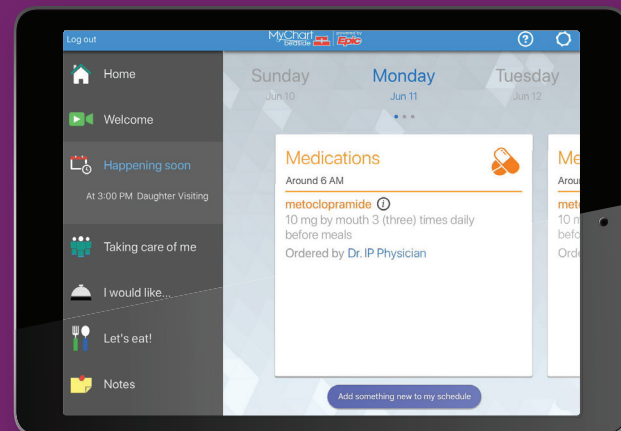 Log out
MyChart bedside powered by Epic
?
Home
Welcome
Happening soon
At 3:00 PM Daughter Visiting
Taking care of me
I would like...
Let's eat!
Notes
Sunday Monday Tuesday
Jun 10 Jun 11 Jun 12
Medications
Around 6 AM
metoclopramide i
10 mg by mouth 3 (three) times daily
before meals
Ordered by Dr. IP Physician
Me
Arou
met
10 m
befo
Orde
Add something new to my schedule